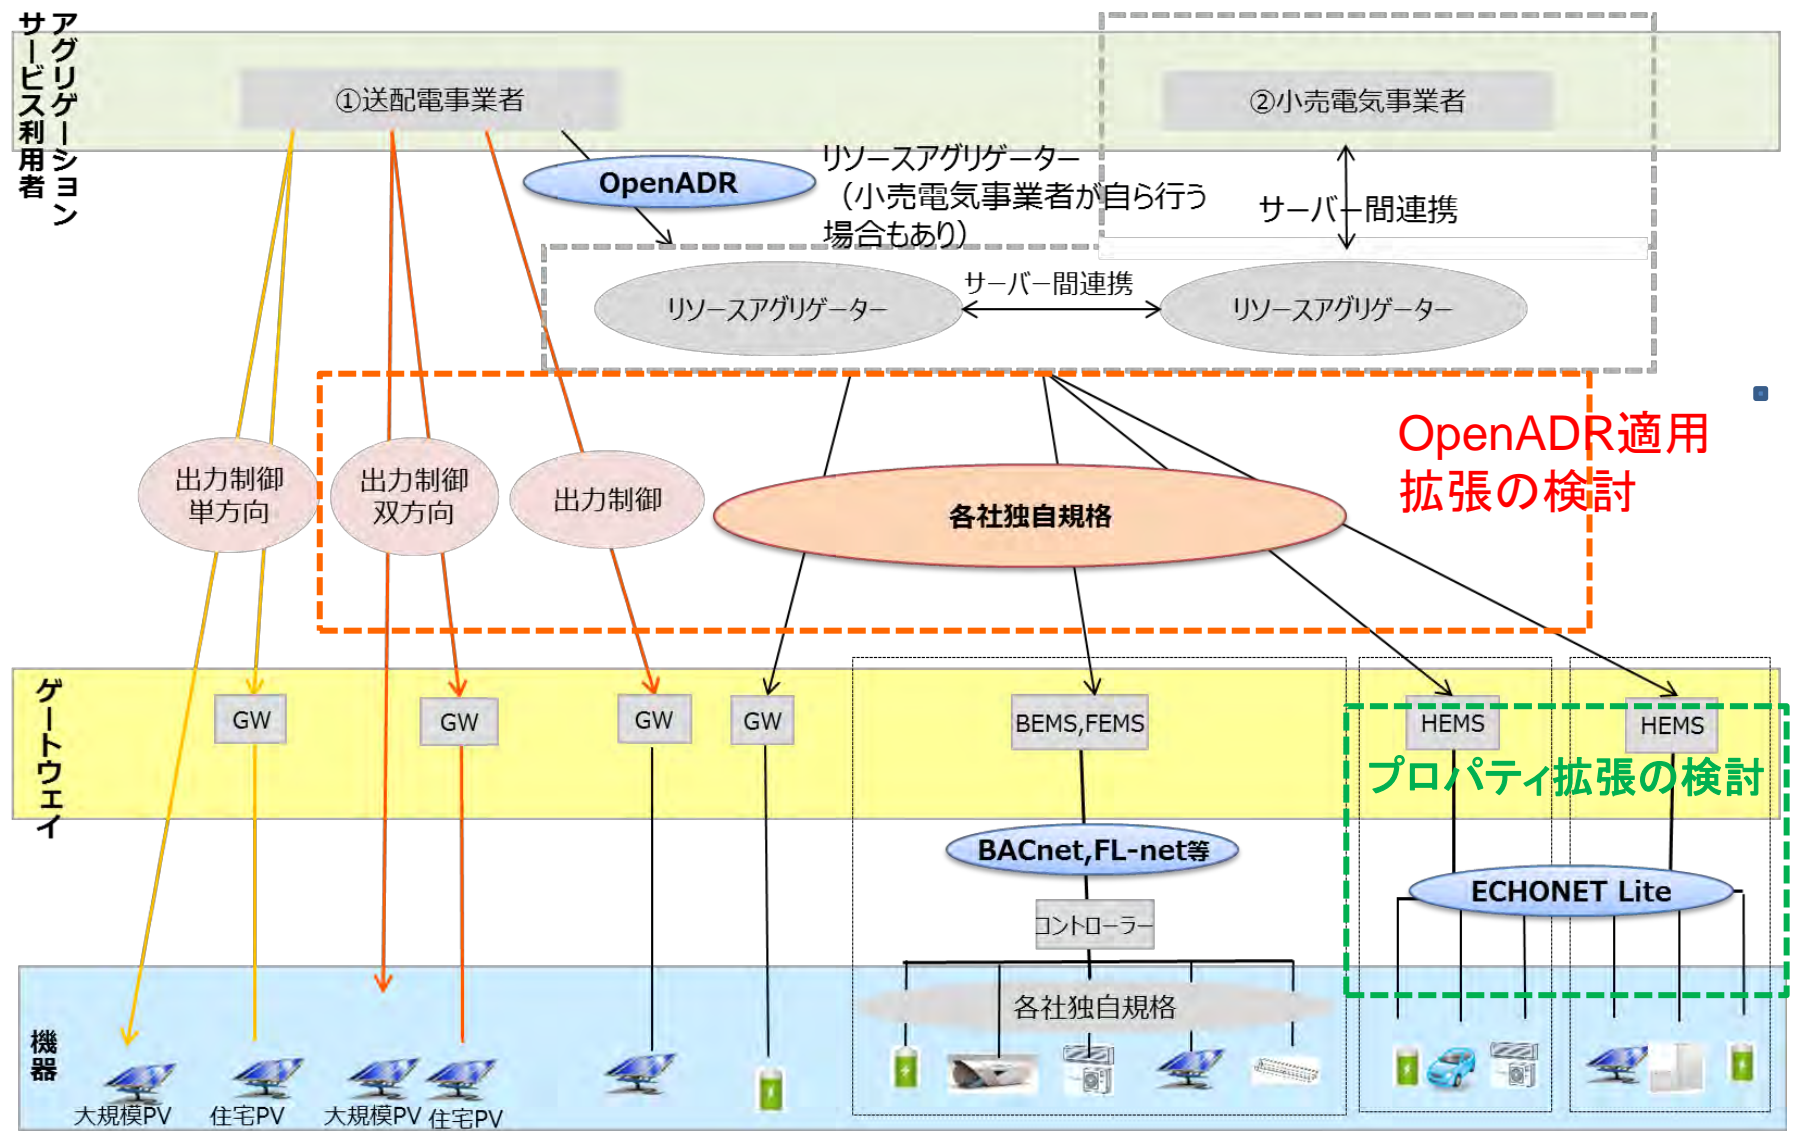 アグリゲーション
サービス利用者
①送配電事業者
②小売電気事業者
OpenADR
リソースアグリゲーター
（小売電気事業者が自ら行う
場合もあり）
サーバー間連携
リソースアグリゲーター
サーバー間連携
リソースアグリゲーター
OpenADR適用
拡張の検討
出力制御
単方向
出力制御
双方向
出力制御
各社独自規格
ゲートウェイ
GW
GW
GW
GW
BEMS,FEMS
HEMS
HEMS
プロパティ拡張の検討
BACnet,FL-net等
ECHONET Lite
コントローラー
各社独自規格
機器
大規模PV
住宅PV
大規模PV
住宅PV